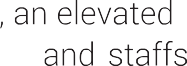 , an elevated
and staffs